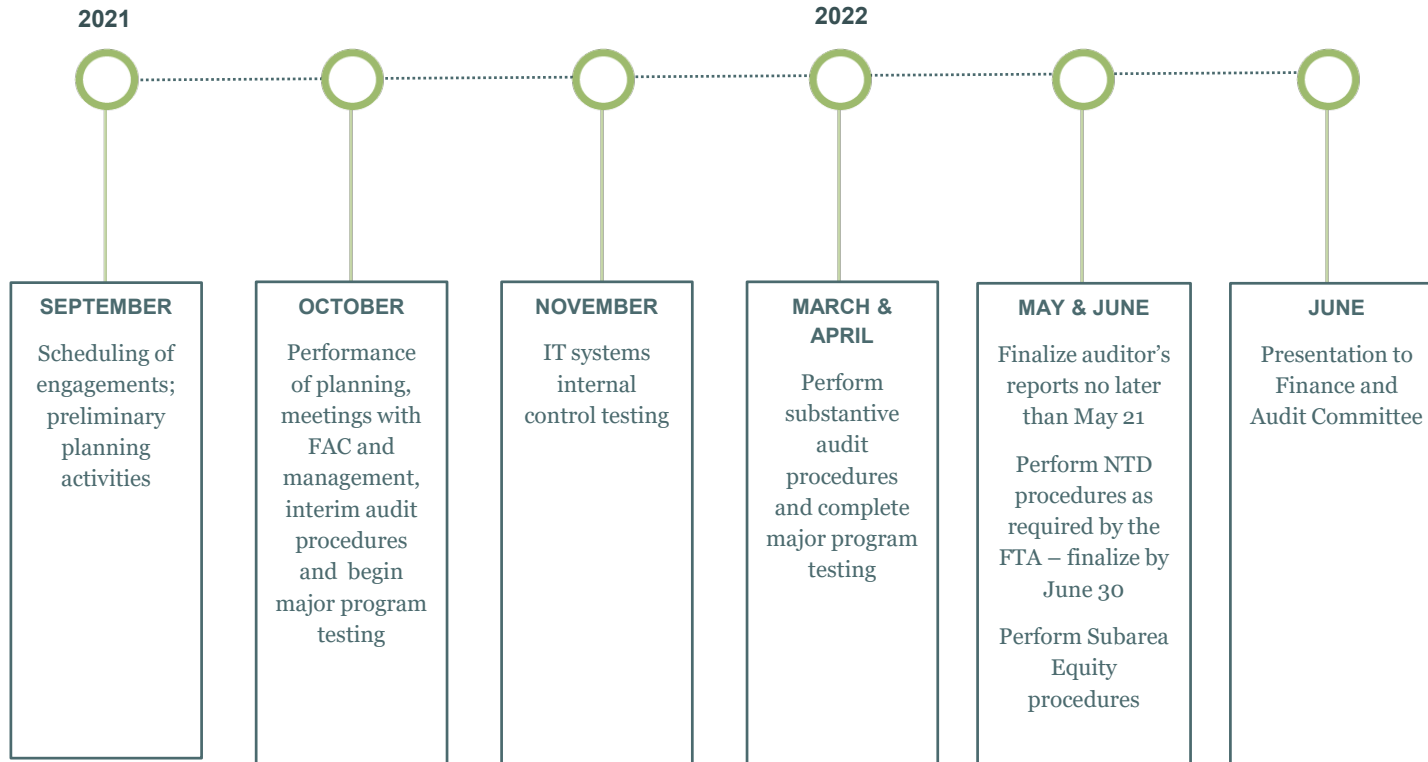 2021
2022
SEPTEMBER
Scheduling of
engagements;
preliminary
planning
activities
OCTOBER
Performance
of planning,
meetings with
FAC and
management,
interim audit
procedures
and begin
major program
testing
NOVEMBER
IT systems
internal
control testing
MARCH &
APRIL
Perform
substantive
audit
procedures
and complete
major program
testing
MAY & JUNE
Finalize auditor’s
reports no later
than May 21
Perform NTD
procedures as
required by the
FTA – finalize by
June 30
Perform Subarea
Equity
procedures
JUNE
Presentation to
Finance and
Audit Committee